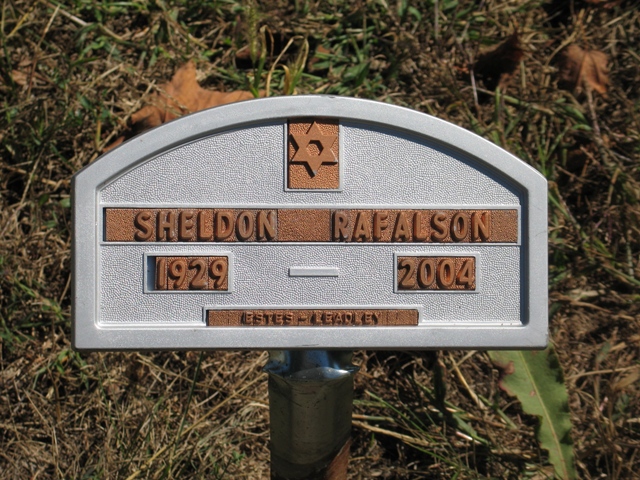 SHELDON RAFALSON
1929 — 2004
ESTES - LEADLEY